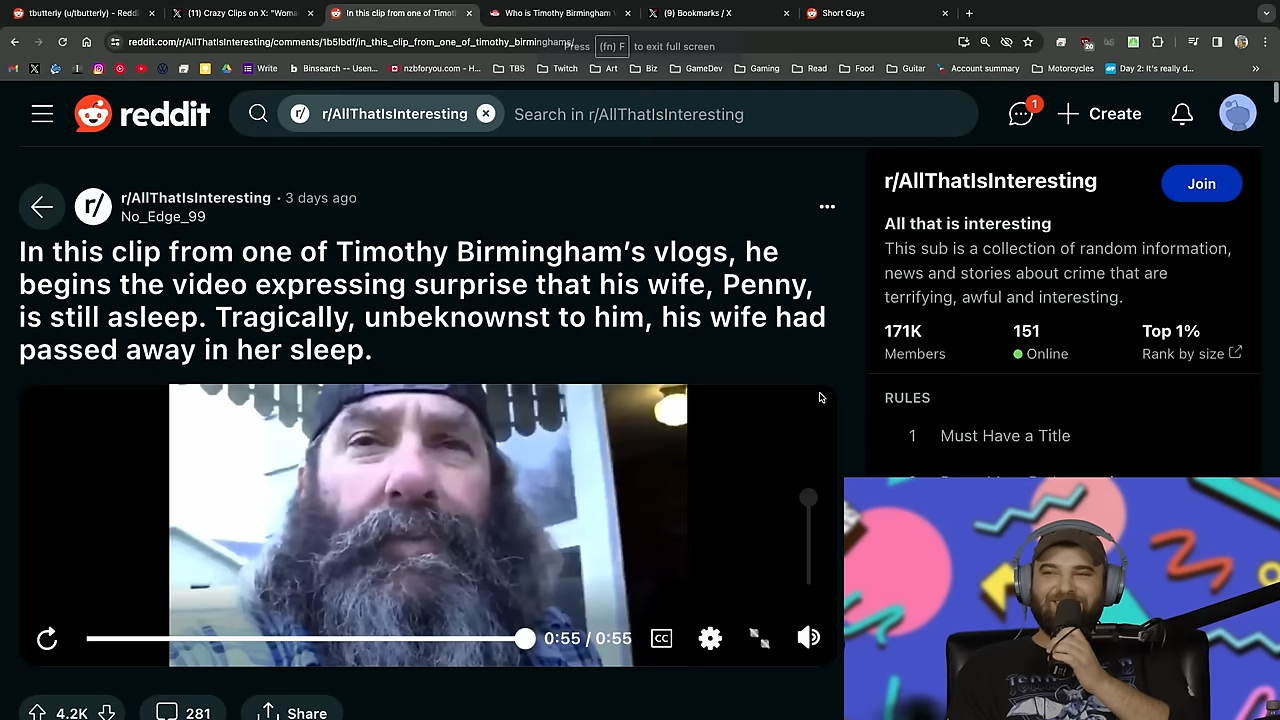 tbutterly (u/tbutterly) - Reddi
(11) Crazy Clips on X: "Woma
In this clip from one of Timoth
Who is Timothy Birmingham
(9) Bookmarks / X
Short Guys
reddit.com/r/AllThatIsInteresting/comments/1b5lbdf/in_this_clip_from_one_of_timothy_birminghams/
Press (fn) F to exit full screen
20
Write
Binsearch -- Usen...
nzbforyou.com - H...
TBS
Twitch
Art
Biz
GameDev
Gaming
Read
Food
Guitar
Account summary
Motorcycles
Day 2: It's really d...
reddit
r/ r/AllThatIsInteresting
Search in r/AllThatIsInteresting
1
Create
r/
r/AllThatIsInteresting · 3 days ago
No_Edge_99
In this clip from one of Timothy Birmingham's vlogs, he
begins the video expressing surprise that his wife, Penny,
is still asleep. Tragically, unbeknownst to him, his wife had
passed away in her sleep.
0:55 / 0:55
CC
4.2K
281
Share
r/AllThatIsInteresting
Join
All that is interesting
This sub is a collection of random information,
news and stories about crime that are
terrifying, awful and interesting.
171K
151
Top 1%
Members
Online
Rank by size
RULES
1 Must Have a Title